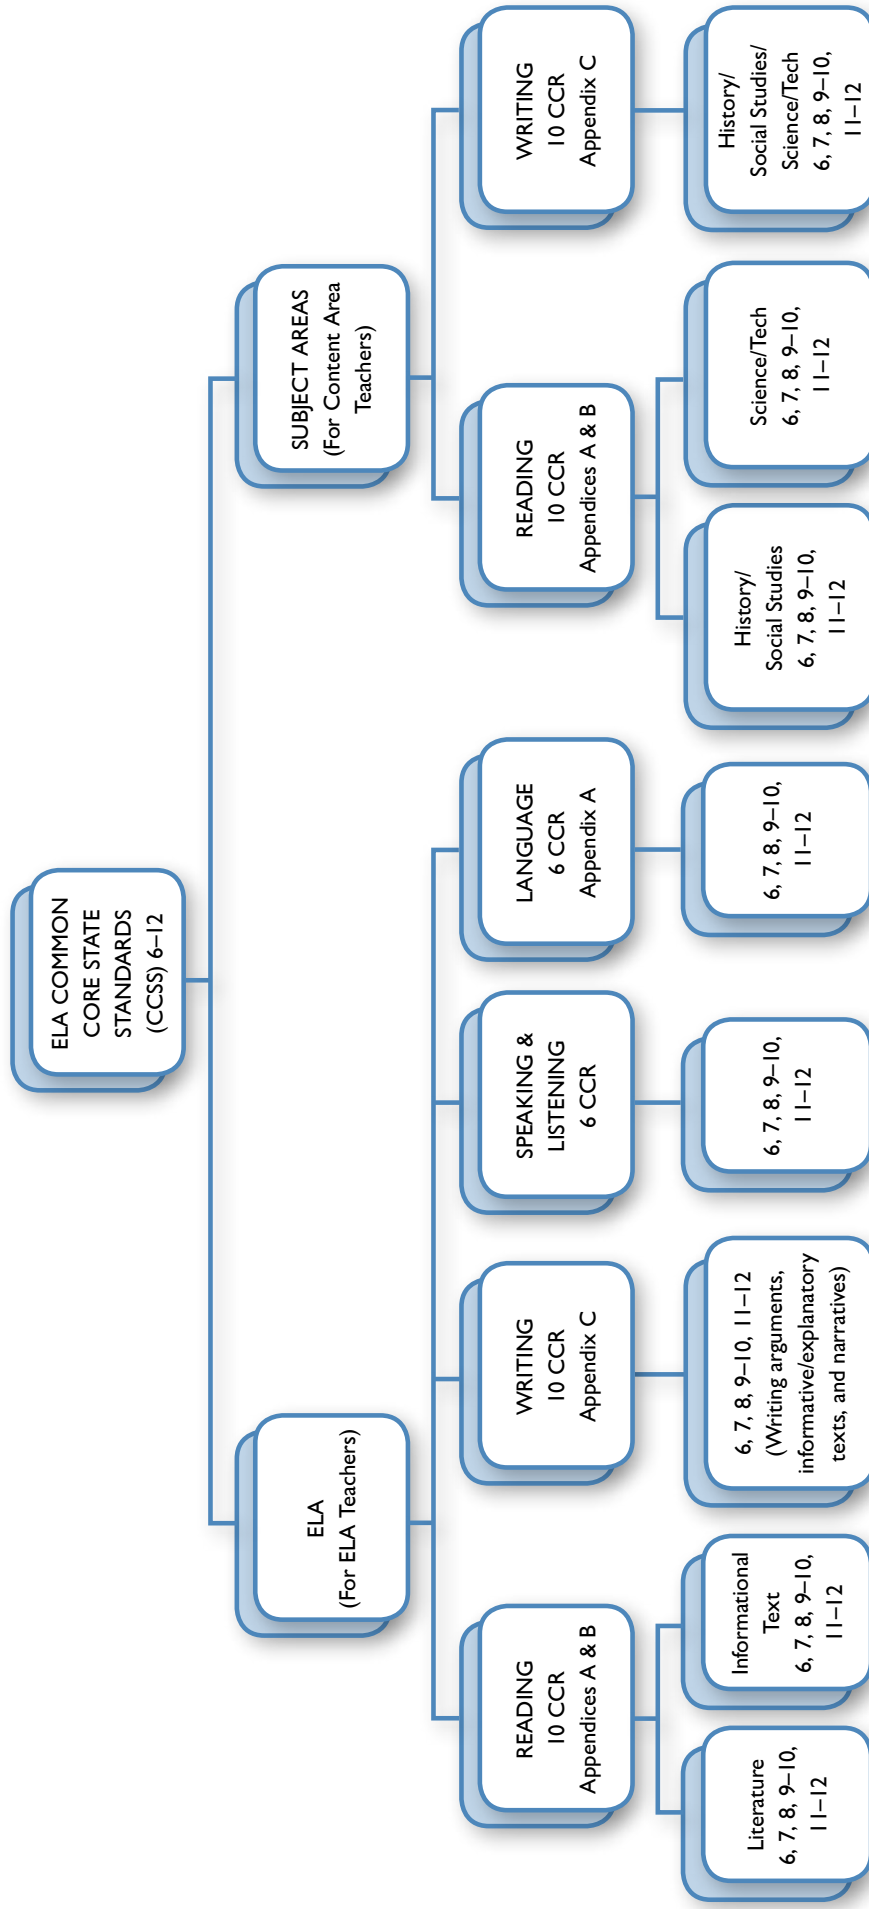 ELA COMMON
CORE STATE
STANDARDS
(CCSS) 6–12
ELA
(For ELA Teachers)
SUBJECT AREAS
(For Content Area
Teachers)
READING
10 CCR
Appendices A & B
WRITING
10 CCR
Appendix C
SPEAKING &
LISTENING
6 CCR
LANGUAGE
6 CCR
Appendix A
READING
10 CCR
Appendices A & B
WRITING
10 CCR
Appendix C
Literature
6, 7, 8, 9–10,
11–12
Informational
Text
6, 7, 8, 9–10,
11–12
6, 7, 8, 9–10, 11–12
(Writing arguments,
informative/explanatory
texts, and narratives)
6, 7, 8, 9–10,
11–12
6, 7, 8, 9–10,
11–12
History/
Social Studies
6, 7, 8, 9–10,
11–12
Science/Tech
6, 7, 8, 9–10,
11–12
History/
Social Studies/
Science/Tech
6, 7, 8, 9–10,
11–12